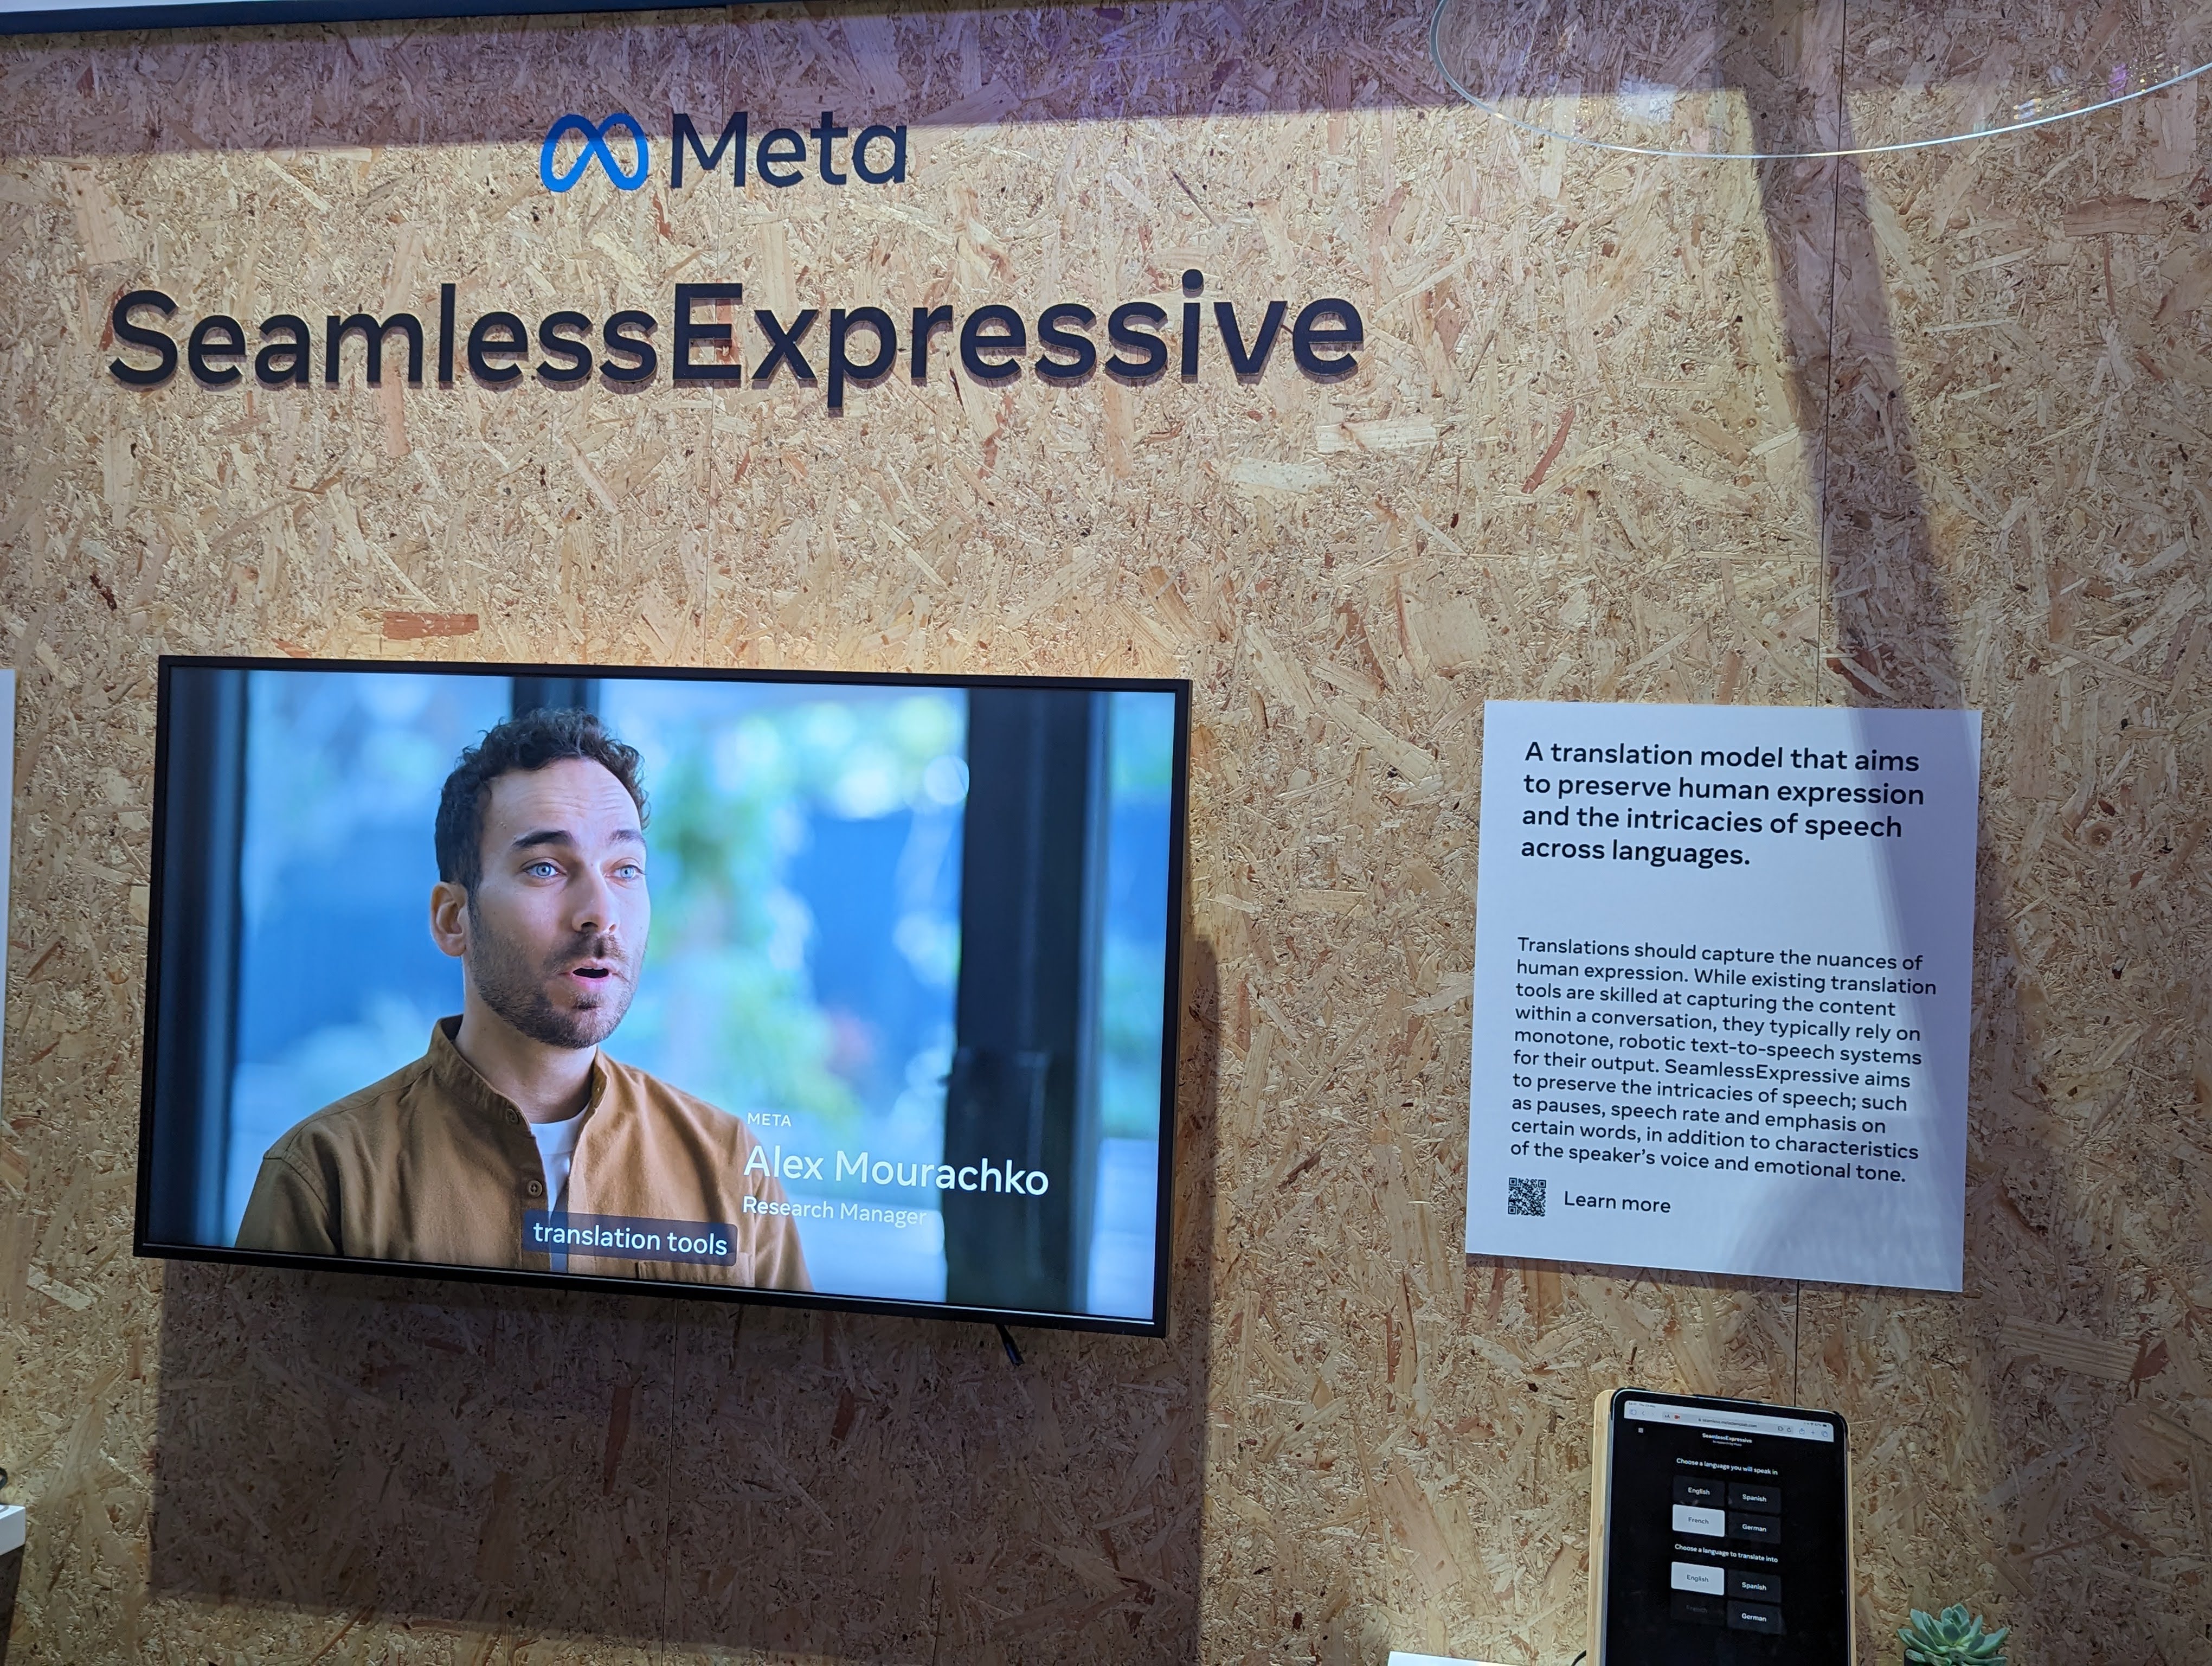 Meta
SeamlessExpressive
META
Alex Mourachko
Research Manager
translation tools
A translation model that aims
to preserve human expression
and the intricacies of speech
across languages.
Translations should capture the nuances of
human expression. While existing translation
tools are skilled at capturing the content
within a conversation, they typically rely on
monotone, robotic text-to-speech systems
for their output. SeamlessExpressive aims
to preserve the intricacies of speech; such
as pauses, speech rate and emphasis on
certain words, in addition to characteristics
of the speaker's voice and emotional tone.
Learn more
SeamlessExpressive
Choose a language you will speak in
English Spanish
French German
Choose a language to translate into
English Spanish
French German